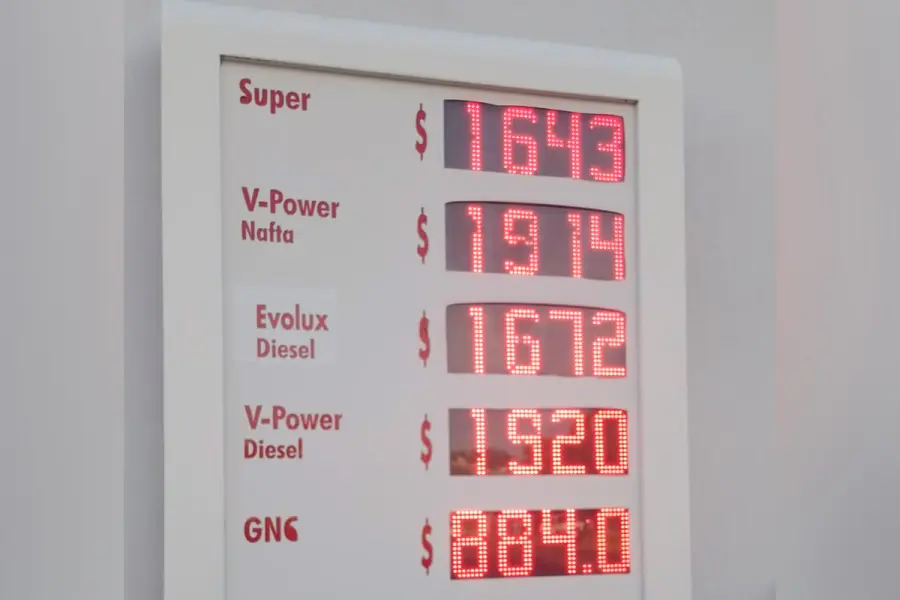 Super $ 1643
V-Power $ 1914
Nafta
Evolux $ 1672
Diesel
V-Power $ 1920
Diesel
GNC $ 884.0